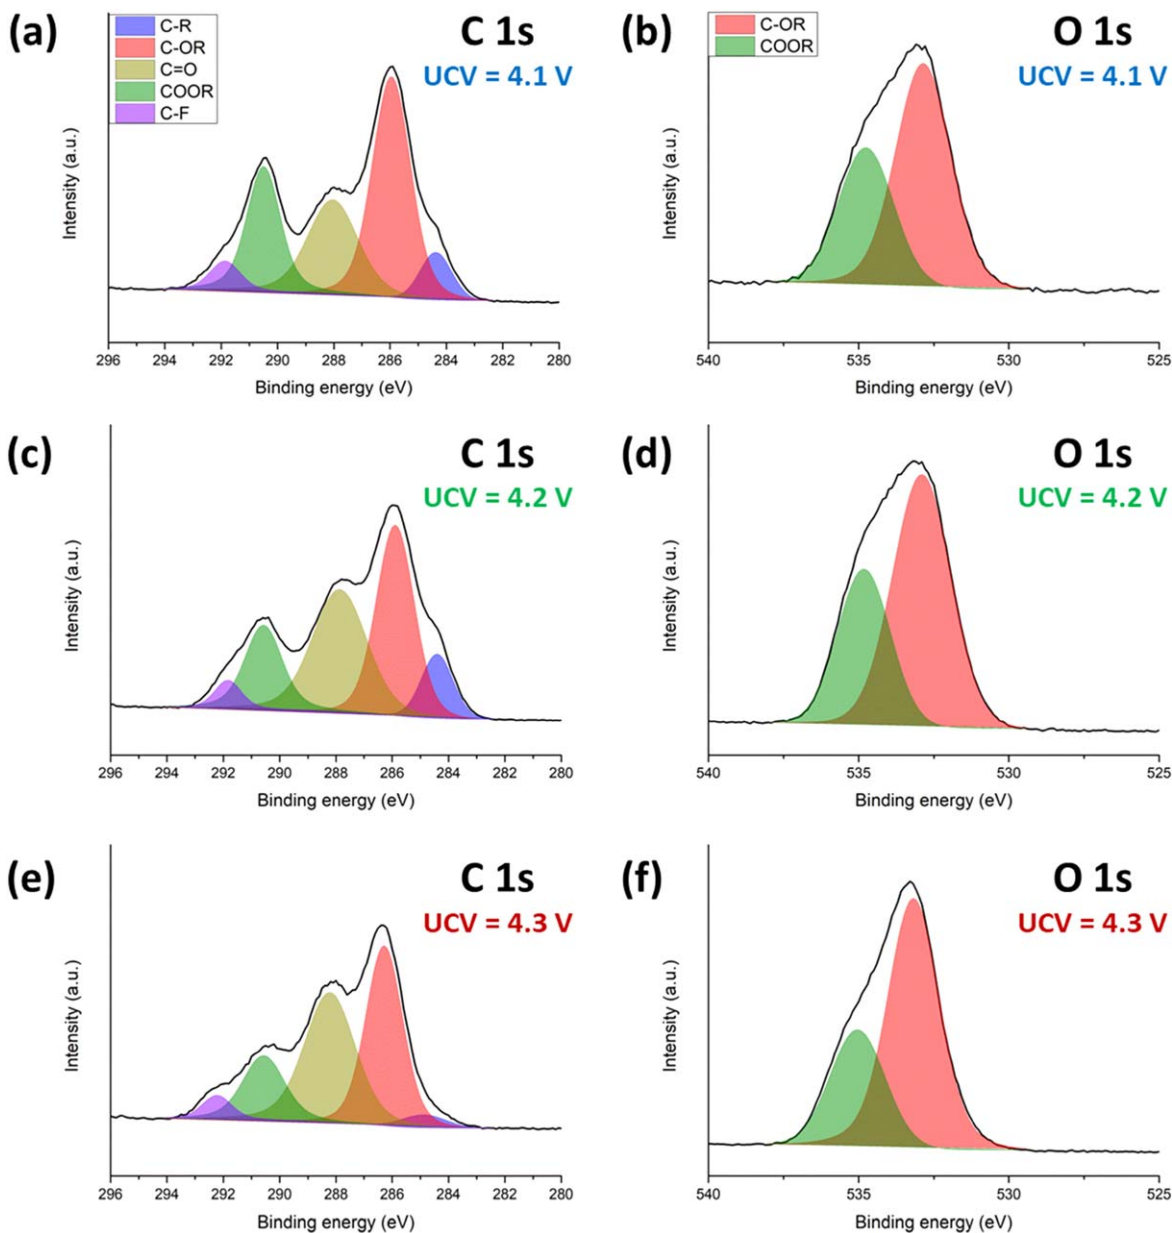 (a)
C-R
C-OR
C=O
COOR
C-F
C 1s
UCV = 4.1 V
Intensity (a.u.)
296 294 292 290 288 286 284 282 280
Binding energy (eV)
(b)
C-OR
COOR
O 1s
UCV = 4.1 V
Intensity (a.u.)
540 535 530 525
Binding energy (eV)
(c)
C 1s
UCV = 4.2 V
Intensity (a.u.)
296 294 292 290 288 286 284 282 280
Binding energy (eV)
(d)
O 1s
UCV = 4.2 V
Intensity (a.u.)
540 535 530 525
Binding energy (eV)
(e)
C 1s
UCV = 4.3 V
Intensity (a.u.)
296 294 292 290 288 286 284 282 280
Binding energy (eV)
(f)
O 1s
UCV = 4.3 V
Intensity (a.u.)
540 535 530 525
Binding energy (eV)